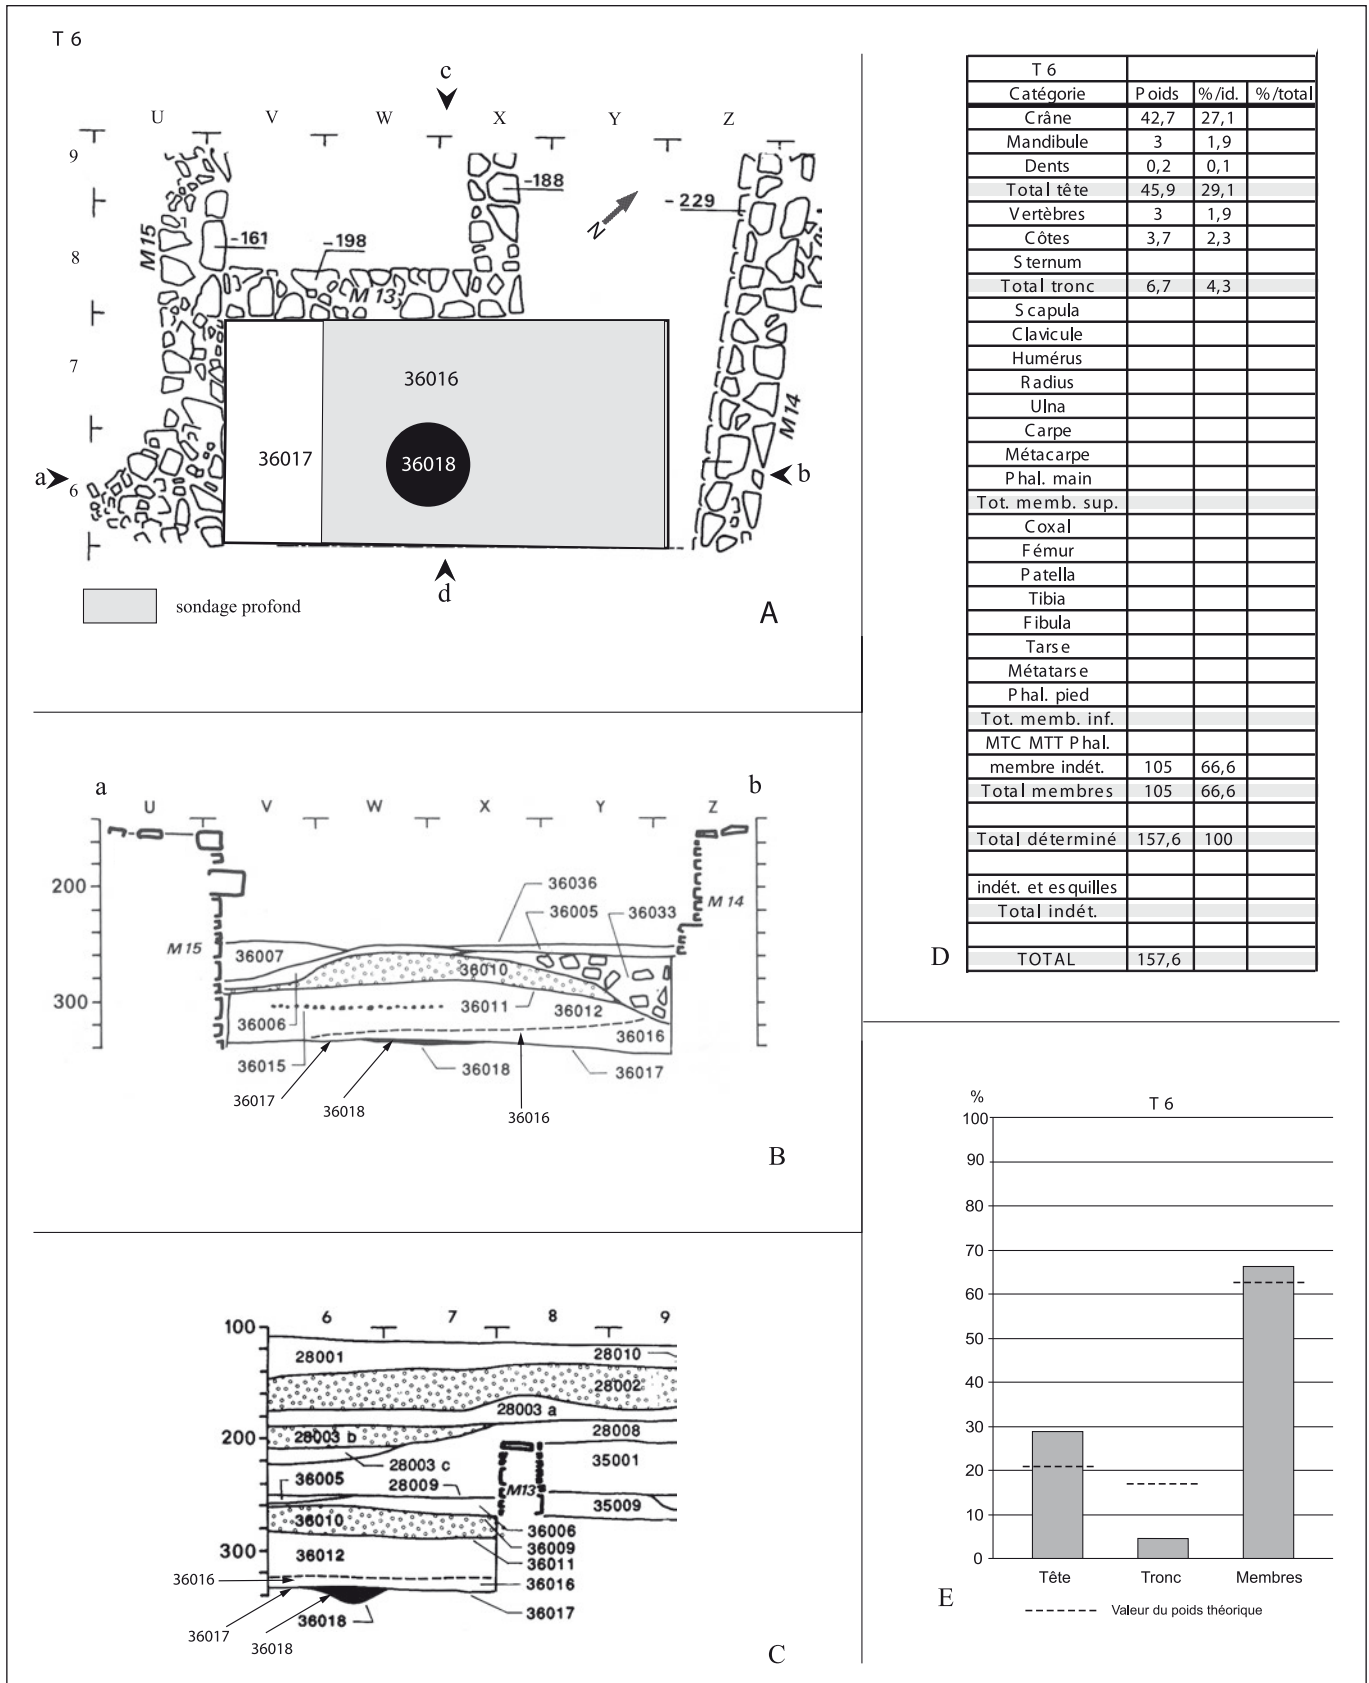 T 6
c
U V W X Y Z
9
-188
-229
N
M15
-161
-198
8
M 13
7
36016
M14
36017
36018
a
6
b
d
sondage profond
A
a
b
U V W X Y Z
200
36036
36005
36033
M 14
M15
36007
36010
300
36011
36012
36006
36016
36015
36018
36017
36017
36018
36016
B
6 7 8 9
100
28001
28010
28002
28003 a
28003 b
28008
200
28003 c
35001
36005
28009
M13
35009
36010
36006
36009
36011
300
36012
36016
36016
36017
36018
36017
36018
C
T 6
Catégorie Poids %/id. %/total
Crâne 42,7 27,1
Mandibule 3 1,9
Dents 0,2 0,1
Total tête 45,9 29,1
Vertèbres 3 1,9
Côtes 3,7 2,3
Sternum
Total tronc 6,7 4,3
Scapula
Clavicule
Humérus
Radius
Ulna
Carpe
Métacarpe
Phal. main
Tot. memb. sup.
Coxal
Fémur
Patella
Tibia
Fibula
Tarse
Métatarse
Phal. pied
Tot. memb. inf.
MTC MTT Phal.
membre indét. 105 66,6
Total membres 105 66,6
Total déterminé 157,6 100
indét. et esquilles
Total indét.
TOTAL 157,6
D
%
T 6
100
90
80
70
60
50
40
30
20
10
0
Tête Tronc Membres
E
Valeur du poids théorique